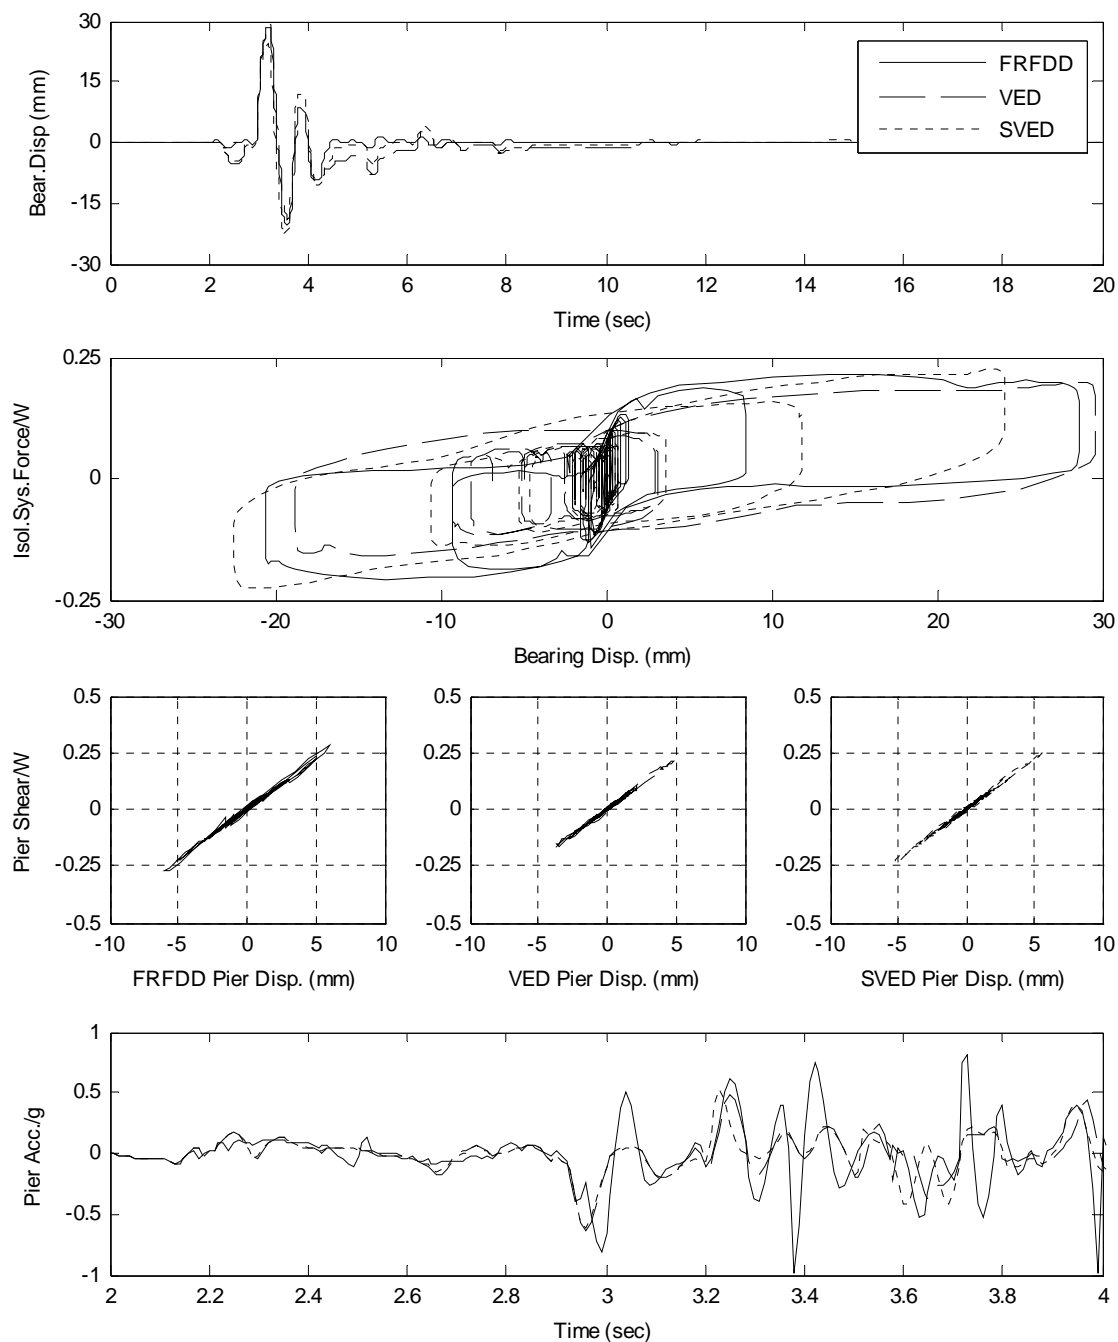 30
15
0
-15
-30
Bear.Disp (mm)
FRFDD
VED
SVED
0 2 4 6 8 10 12 14 16 18 20
Time (sec)
0.25
0
-0.25
Isol.Sys.Force/W
-30 -20 -10 0 10 20 30
Bearing Disp. (mm)
0.5 0.5 0.5
0.25 0.25 0.25
0 0 0
-0.25 -0.25 -0.25
-0.5 -0.5 -0.5
Pier Shear/W
-10 -5 0 5 10 -10 -5 0 5 10 -10 -5 0 5 10
FRFDD Pier Disp. (mm) VED Pier Disp. (mm) SVED Pier Disp. (mm)
1
0.5
0
-0.5
-1
Pier Acc./g
2 2.2 2.4 2.6 2.8 3 3.2 3.4 3.6 3.8 4
Time (sec)